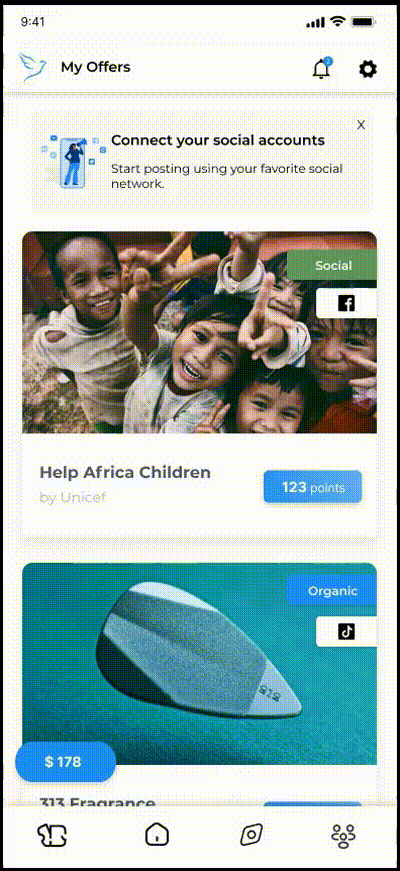 9:41
My Offers
2
X
Connect your social accounts
Start posting using your favorite social
network.
Social
Help Africa Children
123 points
by Unicef
Organic
$ 178
313 Fragrance